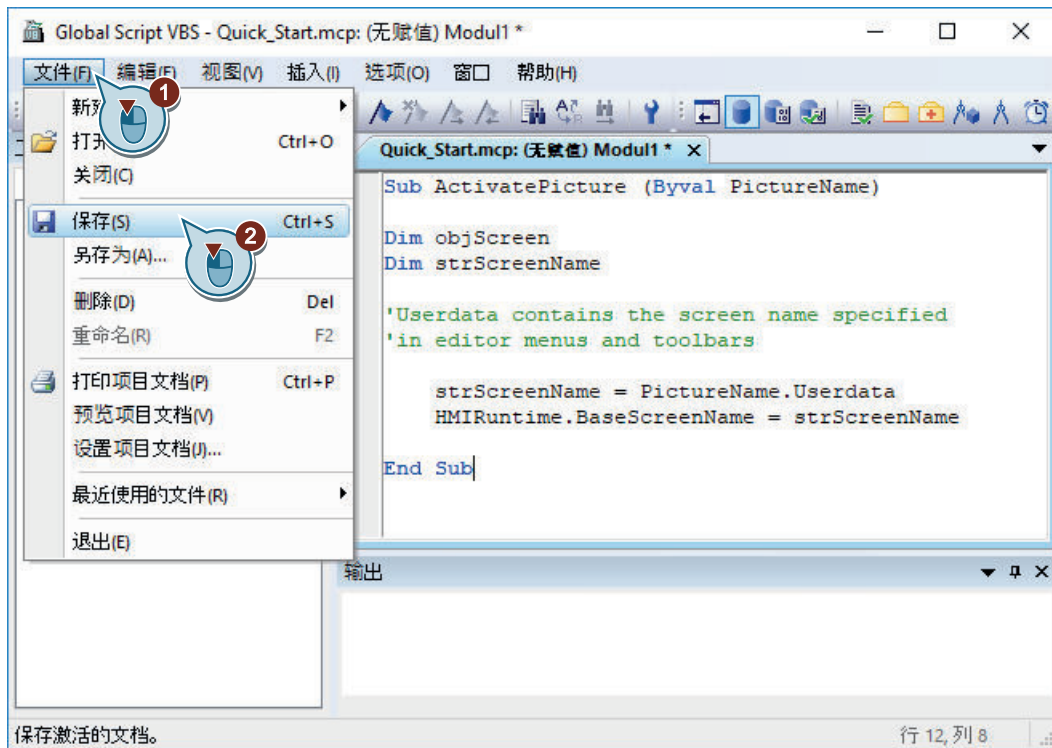 Global Script VBS - Quick_Start.mcp: (无赋值) Modul1 *
文件(F) 编辑(E) 视图(V) 插入(I) 选项(O) 窗口 帮助(H)
1
打开 Ctrl+O
关闭(C)
保存(S) Ctrl+S
2
另存为(A)...
删除(D) Del
重命名(R) F2
打印项目文档(P) Ctrl+P
预览项目文档(V)
设置项目文档(U)...
最近使用的文件(R)
退出(E)
Quick_Start.mcp: (无赋值) Modul1 * X
Sub ActivatePicture (Byval PictureName)
Dim objScreen
Dim strScreenName
'Userdata contains the screen name specified
'in editor menus and toolbars
strScreenName = PictureName.Userdata
HMIRuntime.BaseScreenName = strScreenName
End Sub
输出
保存激活的文档。
行 12, 列 8